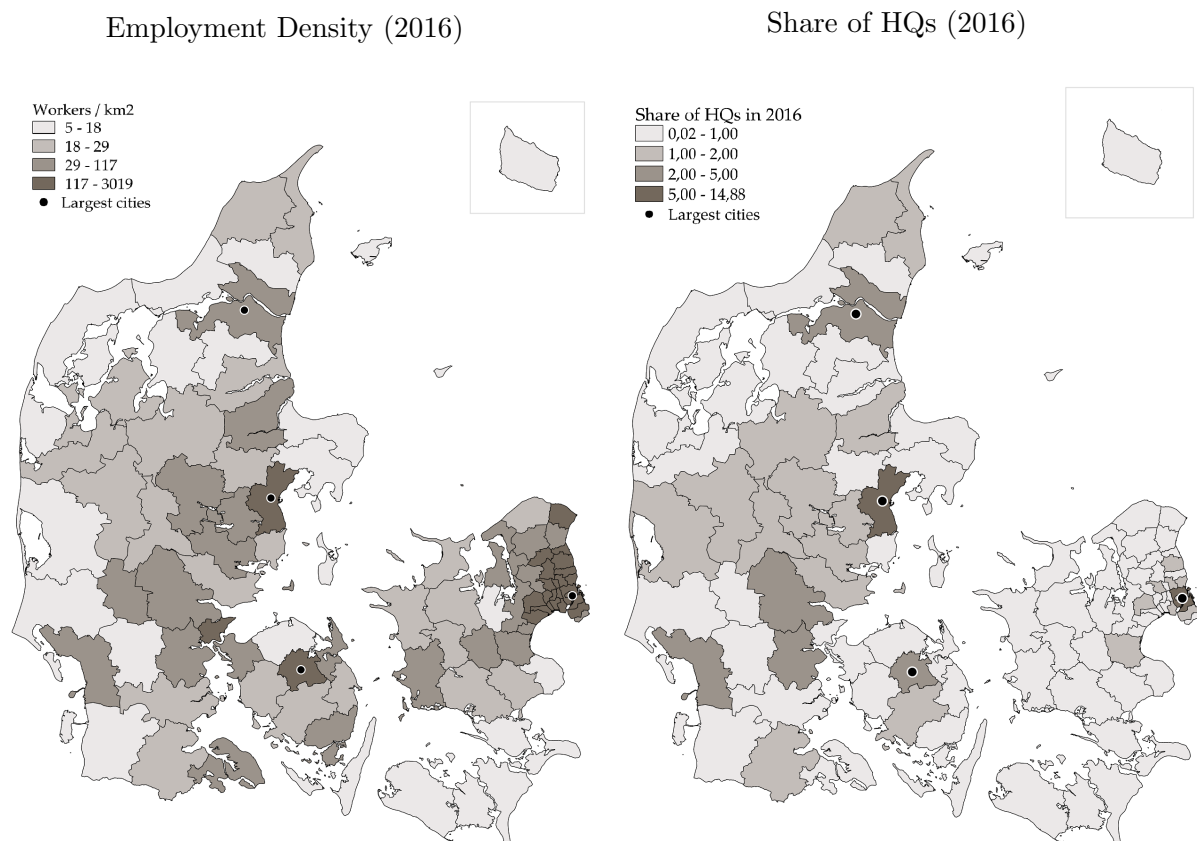 Employment Density (2016)
Workers / km2
5 - 18
18 - 29
29 - 117
117 - 3019
Largest cities
Share of HQs (2016)
Share of HQs in 2016
0,02 - 1,00
1,00 - 2,00
2,00 - 5,00
5,00 - 14,88
Largest cities